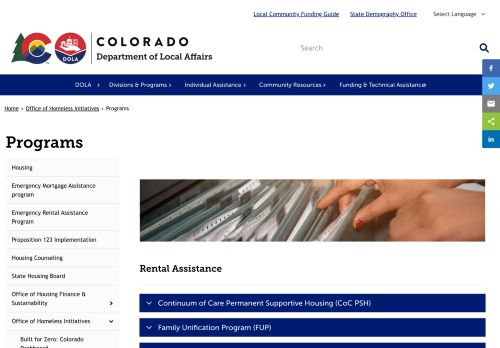 Local Community Funding Guide
State Demography Office
Select Language
COLORADO
Department of Local Affairs
DOLA
Search
DOLA
Divisions & Programs
Individual Assistance
Community Resources
Funding & Technical Assistance
Home › Office of Homeless Initiatives › Programs
Programs
Housing
Emergency Mortgage Assistance
program
Emergency Rental Assistance
Program
Proposition 123 Implementation
Housing Counseling
State Housing Board
Office of Housing Finance &
Sustainability
Office of Homeless Initiatives
Built for Zero: Colorado
Dashboard
Rental Assistance
Continuum of Care Permanent Supportive Housing (CoC PSH)
Family Unification Program (FUP)